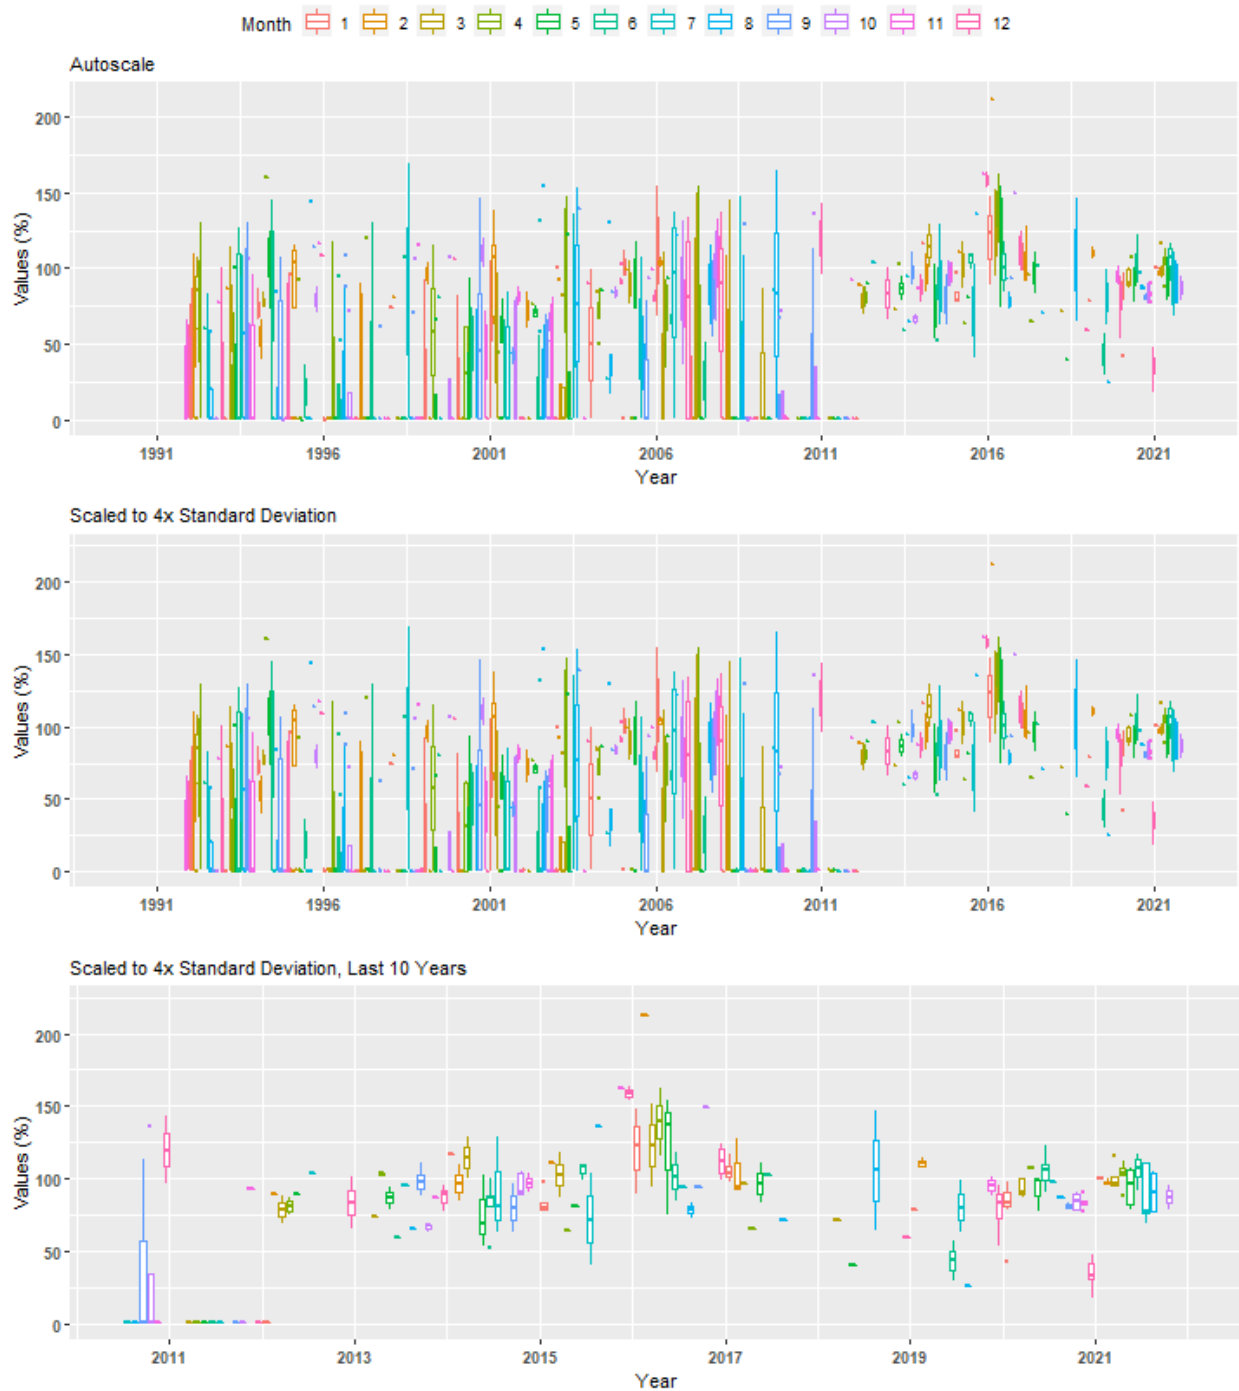 Month 1 2 3 4 5 6 7 8 9 10 11 12
Autoscale
Values (%)
200
150
100
50
0
1991 1996 2001 2006 2011 2016 2021
Year
Scaled to 4x Standard Deviation
Values (%)
200
150
100
50
0
1991 1996 2001 2006 2011 2016 2021
Year
Scaled to 4x Standard Deviation, Last 10 Years
Values (%)
200
150
100
50
0
2011 2013 2015 2017 2019 2021
Year